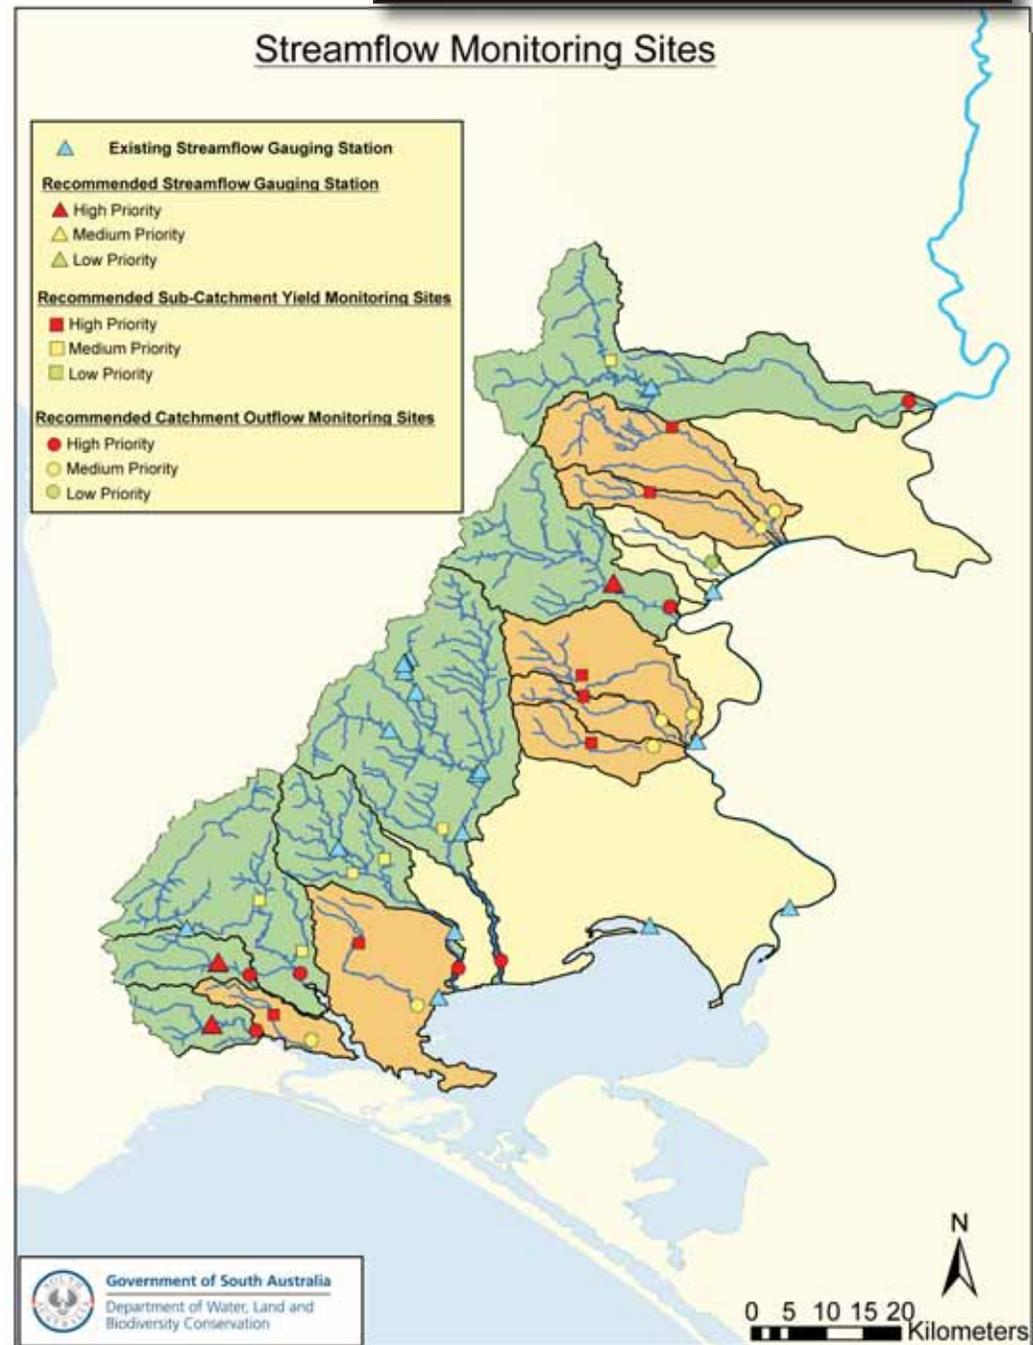 Streamflow Monitoring Sites
Existing Streamflow Gauging Station
Recommended Streamflow Gauging Station
High Priority
Medium Priority
Low Priority
Recommended Sub-Catchment Yield Monitoring Sites
High Priority
Medium Priority
Low Priority
Recommended Catchment Outflow Monitoring Sites
High Priority
Medium Priority
Low Priority
N
SOUTH AUSTRALIA
Government of South Australia
Department of Water, Land and
Biodiversity Conservation
0 5 10 15 20
Kilometers